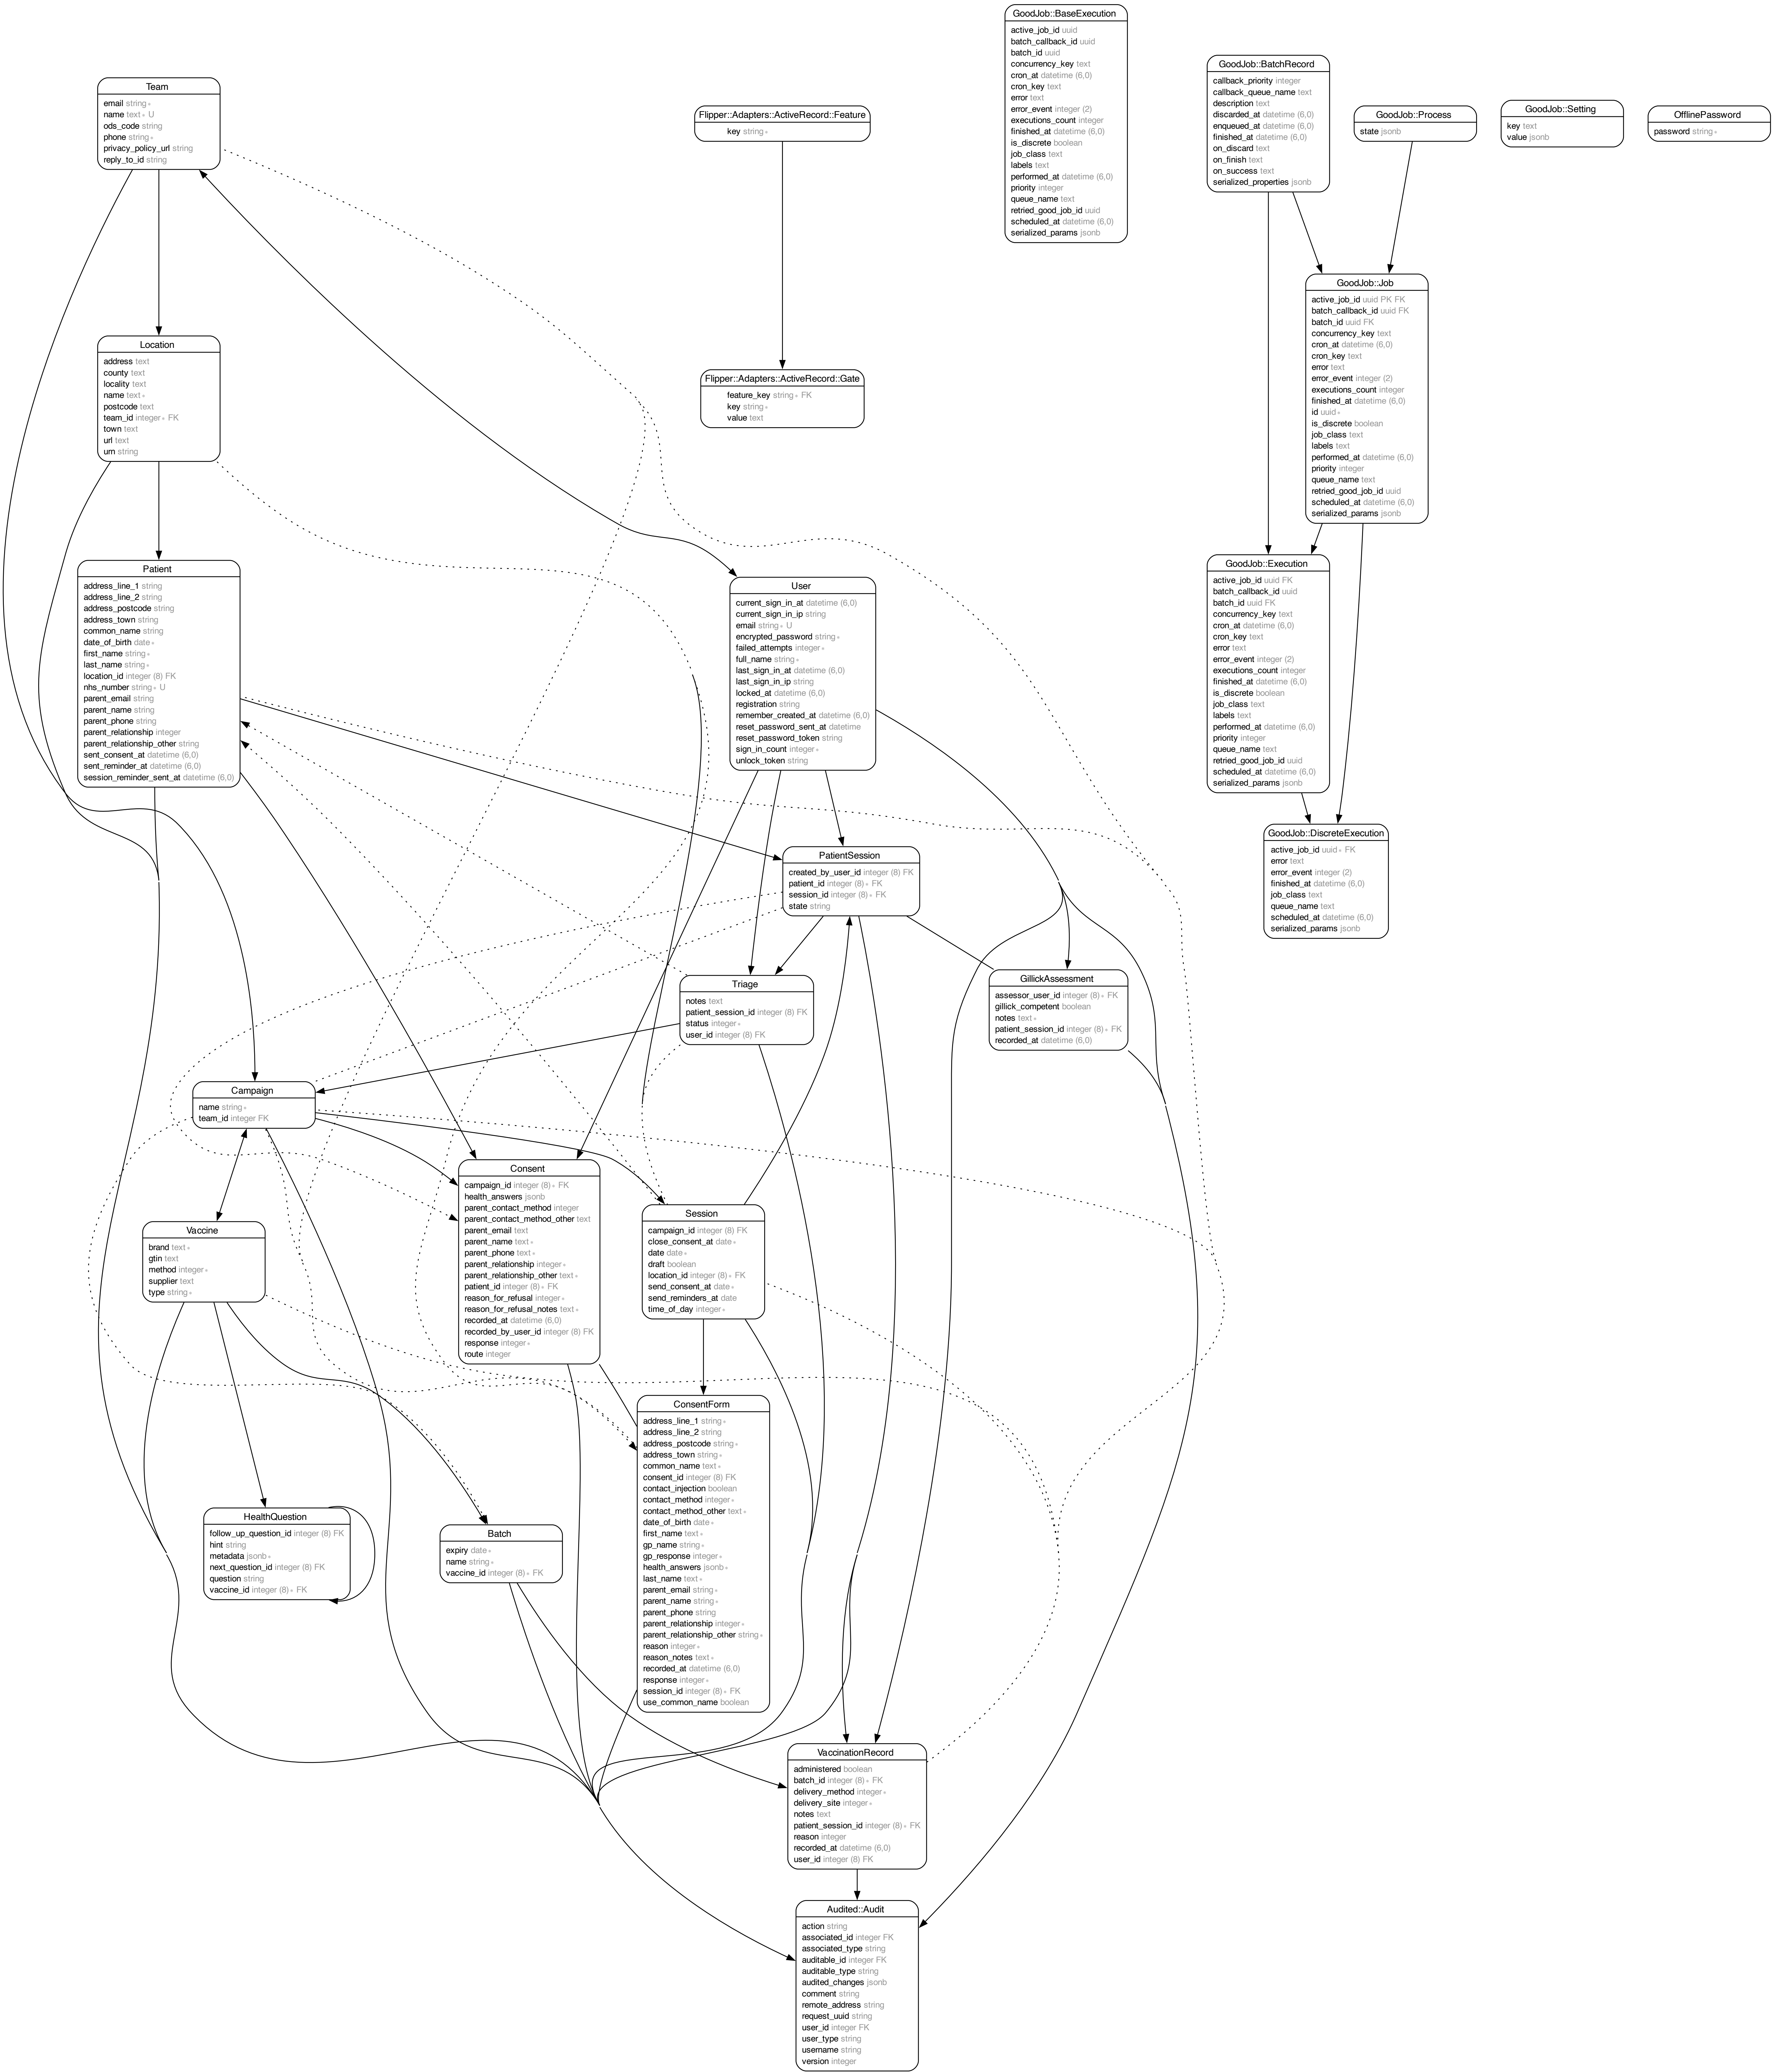 GoodJob::BaseExecution
active_job_id uuid
batch_callback_id uuid
batch_id uuid
concurrency_key text
cron_at datetime (6,0)
cron_key text
error text
error_event integer (2)
executions_count integer
finished_at datetime (6,0)
is_discrete boolean
job_class text
labels text
performed_at datetime (6,0)
priority integer
queue_name text
retried_good_job_id uuid
scheduled_at datetime (6,0)
serialized_params jsonb
GoodJob::BatchRecord
callback_priority integer
callback_queue_name text
description text
discarded_at datetime (6,0)
enqueued_at datetime (6,0)
finished_at datetime (6,0)
on_discard text
on_finish text
on_success text
serialized_properties jsonb
Team
email string ∗
name text ∗ U
ods_code string
phone string ∗
privacy_policy_url string
reply_to_id string
Flipper::Adapters::ActiveRecord::Feature
key string ∗
GoodJob::Process
state jsonb
GoodJob::Setting
key text
value jsonb
OfflinePassword
password string ∗
GoodJob::Job
active_job_id uuid PK FK
batch_callback_id uuid FK
batch_id uuid FK
concurrency_key text
cron_at datetime (6,0)
cron_key text
error text
error_event integer (2)
executions_count integer
finished_at datetime (6,0)
id uuid ∗
is_discrete boolean
job_class text
labels text
performed_at datetime (6,0)
priority integer
queue_name text
retried_good_job_id uuid
scheduled_at datetime (6,0)
serialized_params jsonb
Location
address text
county text
locality text
name text ∗
postcode text
team_id integer ∗ FK
town text
url text
urn string
Flipper::Adapters::ActiveRecord::Gate
feature_key string ∗ FK
key string ∗
value text
Patient
address_line_1 string
address_line_2 string
address_postcode string
address_town string
common_name string
date_of_birth date ∗
first_name string ∗
last_name string ∗
location_id integer (8) FK
nhs_number string ∗ U
parent_email string
parent_name string
parent_phone string
parent_relationship integer
parent_relationship_other string
sent_consent_at datetime (6,0)
sent_reminder_at datetime (6,0)
session_reminder_sent_at datetime (6,0)
User
current_sign_in_at datetime (6,0)
current_sign_in_ip string
email string ∗ U
encrypted_password string ∗
failed_attempts integer ∗
full_name string ∗
last_sign_in_at datetime (6,0)
last_sign_in_ip string
locked_at datetime (6,0)
registration string
remember_created_at datetime (6,0)
reset_password_sent_at datetime
reset_password_token string
sign_in_count integer ∗
unlock_token string
GoodJob::Execution
active_job_id uuid FK
batch_callback_id uuid
batch_id uuid FK
concurrency_key text
cron_at datetime (6,0)
cron_key text
error text
error_event integer (2)
executions_count integer
finished_at datetime (6,0)
is_discrete boolean
job_class text
labels text
performed_at datetime (6,0)
priority integer
queue_name text
retried_good_job_id uuid
scheduled_at datetime (6,0)
serialized_params jsonb
GoodJob::DiscreteExecution
active_job_id uuid ∗ FK
error text
error_event integer (2)
finished_at datetime (6,0)
job_class text
queue_name text
scheduled_at datetime (6,0)
serialized_params jsonb
PatientSession
created_by_user_id integer (8) FK
patient_id integer (8) ∗ FK
session_id integer (8) ∗ FK
state string
Triage
notes text
patient_session_id integer (8) FK
status integer ∗
user_id integer (8) FK
GillickAssessment
assessor_user_id integer (8) ∗ FK
gillick_competent boolean
notes text ∗
patient_session_id integer (8) ∗ FK
recorded_at datetime (6,0)
Campaign
name string ∗
team_id integer FK
Consent
campaign_id integer (8) ∗ FK
health_answers jsonb
parent_contact_method integer
parent_contact_method_other text
parent_email text
parent_name text ∗
parent_phone text ∗
parent_relationship integer ∗
parent_relationship_other text ∗
patient_id integer (8) ∗ FK
reason_for_refusal integer ∗
reason_for_refusal_notes text ∗
recorded_at datetime (6,0)
recorded_by_user_id integer (8) FK
response integer ∗
route integer
Session
campaign_id integer (8) FK
close_consent_at date ∗
date date ∗
draft boolean
location_id integer (8) ∗ FK
send_consent_at date ∗
send_reminders_at date
time_of_day integer ∗
Vaccine
brand text ∗
gtin text
method integer ∗
supplier text
type string ∗
ConsentForm
address_line_1 string ∗
address_line_2 string
address_postcode string ∗
address_town string ∗
common_name text ∗
consent_id integer (8) FK
contact_injection boolean
contact_method integer ∗
contact_method_other text ∗
date_of_birth date ∗
first_name text ∗
gp_name string ∗
gp_response integer ∗
health_answers jsonb ∗
last_name text ∗
parent_email string ∗
parent_name string ∗
parent_phone string
parent_relationship integer ∗
parent_relationship_other string ∗
reason integer ∗
reason_notes text ∗
recorded_at datetime (6,0)
response integer ∗
session_id integer (8) ∗ FK
use_common_name boolean
HealthQuestion
follow_up_question_id integer (8) FK
hint string
metadata jsonb ∗
next_question_id integer (8) FK
question string
vaccine_id integer (8) ∗ FK
Batch
expiry date ∗
name string ∗
vaccine_id integer (8) ∗ FK
VaccinationRecord
administered boolean
batch_id integer (8) ∗ FK
delivery_method integer ∗
delivery_site integer ∗
notes text
patient_session_id integer (8) ∗ FK
reason integer
recorded_at datetime (6,0)
user_id integer (8) FK
Audited::Audit
action string
associated_id integer FK
associated_type string
auditable_id integer FK
auditable_type string
audited_changes jsonb
comment string
remote_address string
request_uuid string
user_id integer FK
user_type string
username string
version integer